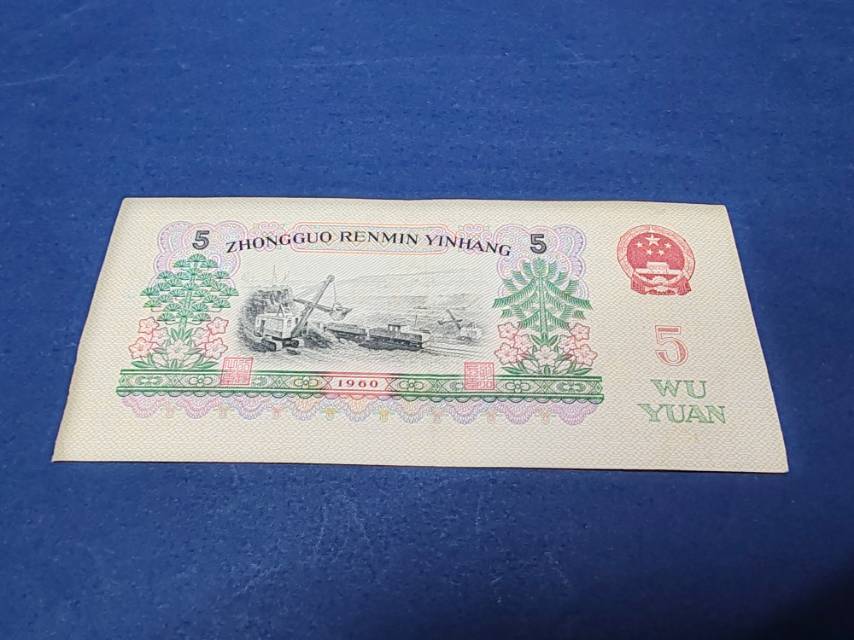 5 ZHONGGUO RENMIN YINHANG 5
5
WU
YUAN
1960